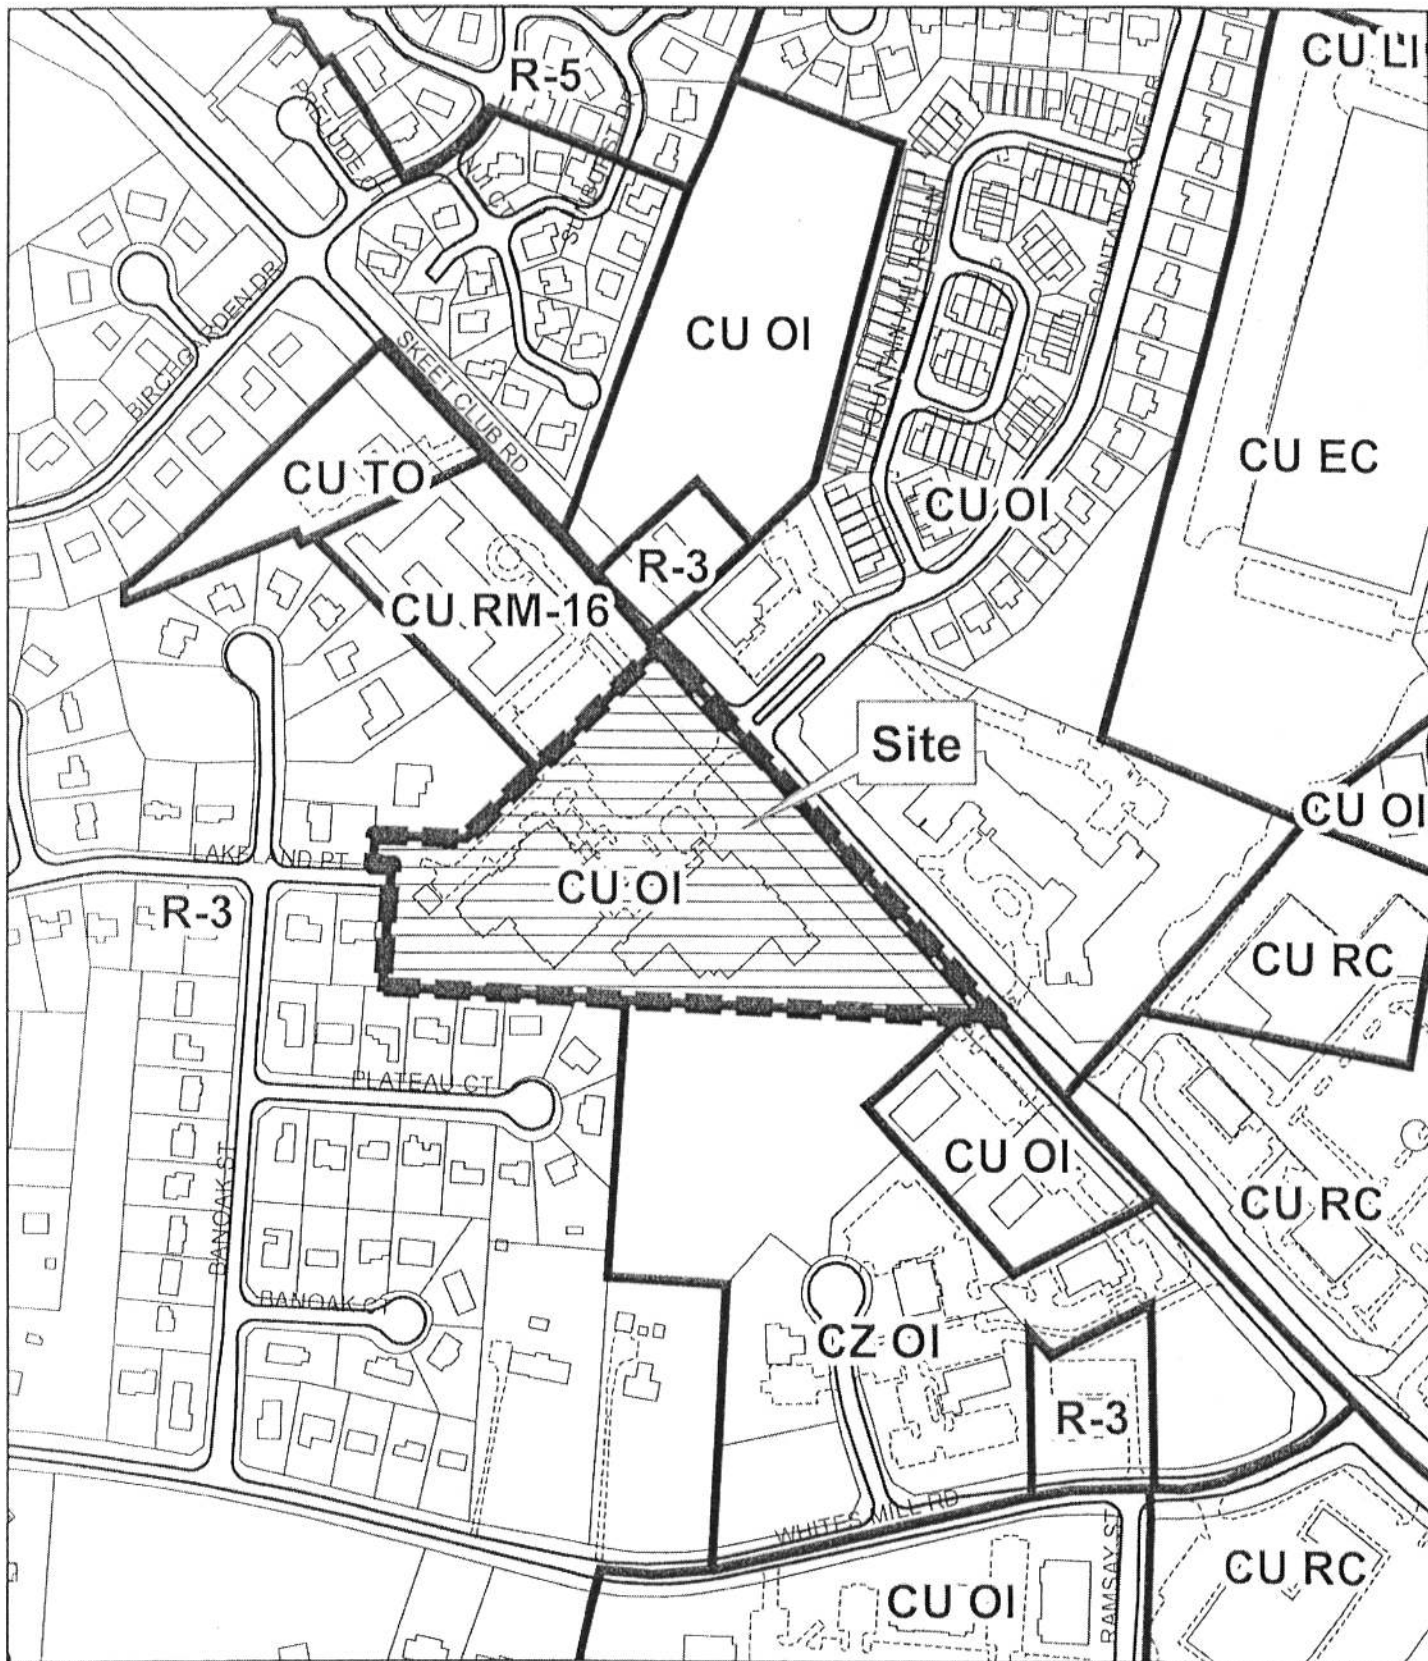 CU LI
R-5
SKEET CLUB RD
BIRCHGARDEN DR
CU OI
CU EC
CU TO
CU OI
R-3
CU RM-16
Site
CU OI
LAKELAND PT
CU OI
R-3
CU RC
PLATEAU CT
CU OI
BANOAK ST
CU RC
BANOAK CT
CZ OI
R-3
WHITES MILL RD
RAMSAY ST
CU OI
CU RC